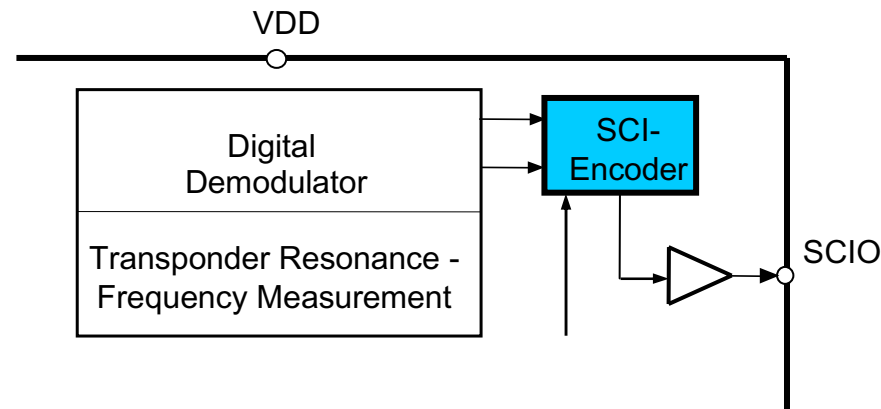 VDD
Digital
Demodulator
SCI-
Encoder
Transponder Resonance -
Frequency Measurement
SCIO